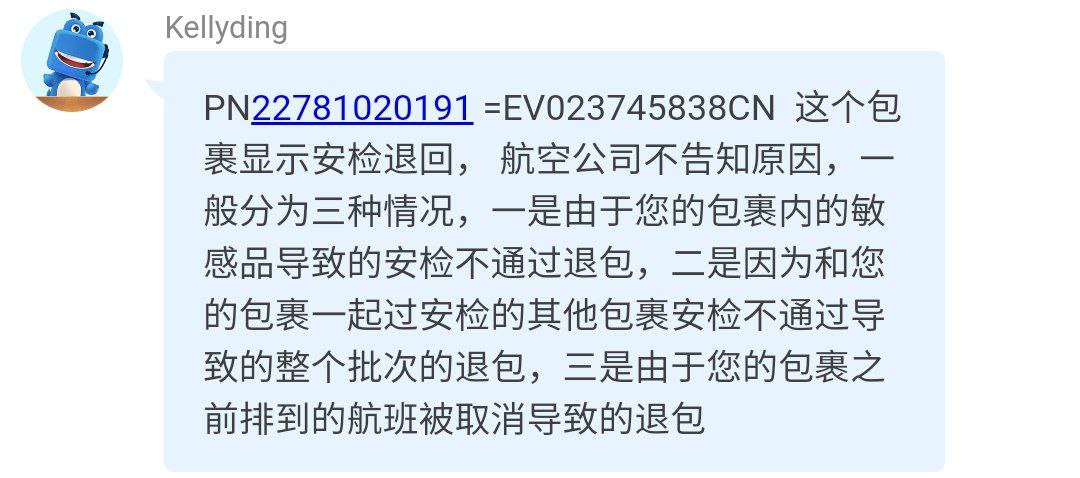 Kellyding
PN22781020191 =EV023745838CN 这个包
裹显示安检退回， 航空公司不告知原因，一
般分为三种情况，一是由于您的包裹内的敏
感品导致的安检不通过退包，二是因为和您
的包裹一起过安检的其他包裹安检不通过导
致的整个批次的退包，三是由于您的包裹之
前排到的航班被取消导致的退包